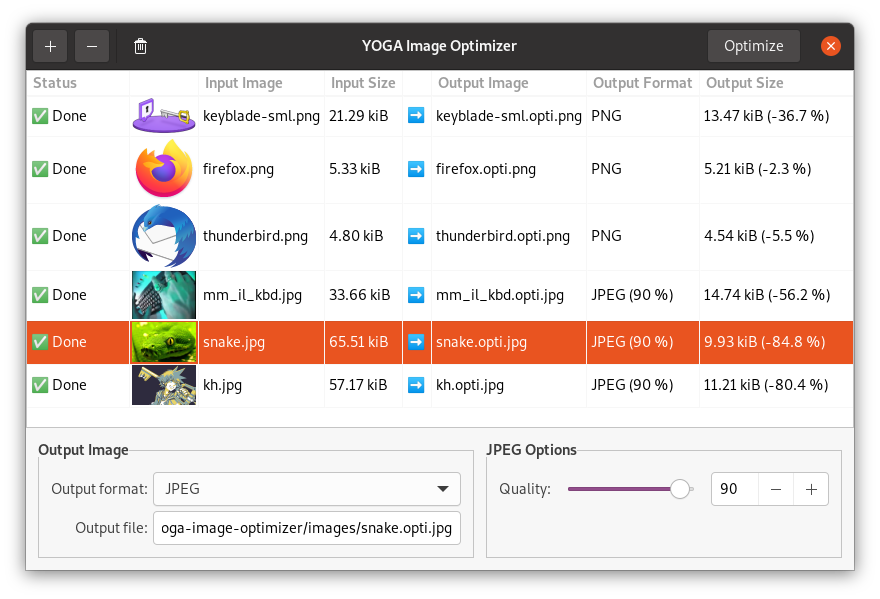 YOGA Image Optimizer
Optimize
Status Input Image Input Size Output Image Output Format Output Size
Done keyblade-sml.png 21.29 kiB keyblade-sml.opti.png PNG 13.47 kiB (-36.7 %)
Done firefox.png 5.33 kiB firefox.opti.png PNG 5.21 kiB (-2.3 %)
Done thunderbird.png 4.80 kiB thunderbird.opti.png PNG 4.54 kiB (-5.5 %)
Done mm_il_kbd.jpg 33.66 KiB mm_il_kbd.opti.jpg JPEG (90 %) 14.74 kiB (-56.2 %)
Done snake.jpg 65.51 kiB snake.opti.jpg JPEG (90 %) 9.93 kiB (-84.8 %)
Done kh.jpg 57.17 kiB kh.opti.jpg JPEG (90 %) 11.21 kiB (-80.4 %)
Output Image JPEG Options
Output format: JPEG Quality: 90
Output file: oga-image-optimizer/images/snake.opti.jpg